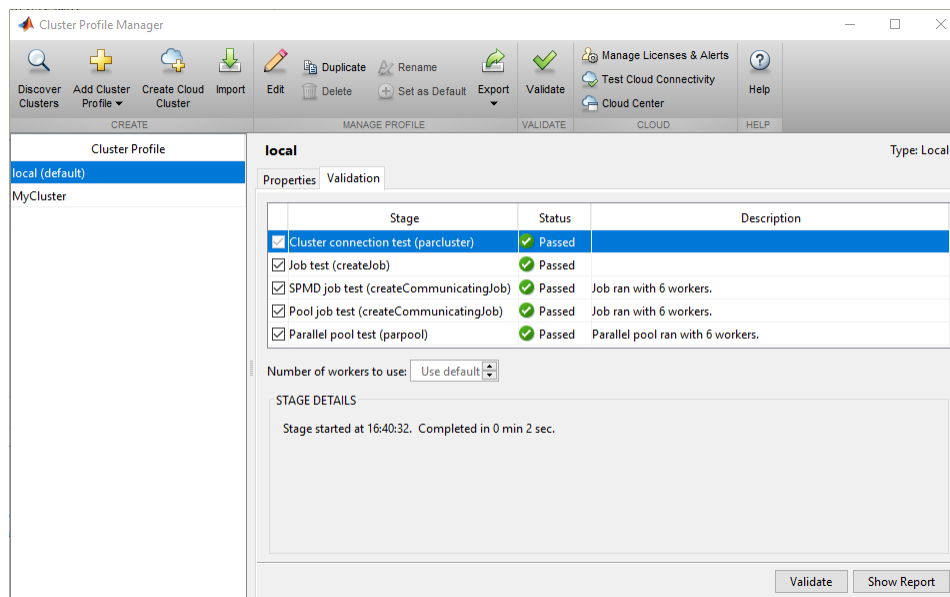 Cluster Profile Manager
Discover Clusters
Add Cluster Profile
Create Cloud Cluster
Import
CREATE
Edit
Duplicate
Delete
Rename
Set as Default
Export
MANAGE PROFILE
Validate
VALIDATE
Manage Licenses & Alerts
Test Cloud Connectivity
Cloud Center
CLOUD
Help
HELP
Cluster Profile
local (default)
MyCluster
local
Type: Local
Properties
Validation
Stage Status Description
Cluster connection test (parcluster) Passed
Job test (createJob) Passed
SPMD job test (createCommunicatingJob) Passed Job ran with 6 workers.
Pool job test (createCommunicatingJob) Passed Job ran with 6 workers.
Parallel pool test (parpool) Passed Parallel pool ran with 6 workers.
Number of workers to use: Use default
STAGE DETAILS
Stage started at 16:40:32. Completed in 0 min 2 sec.
Validate
Show Report